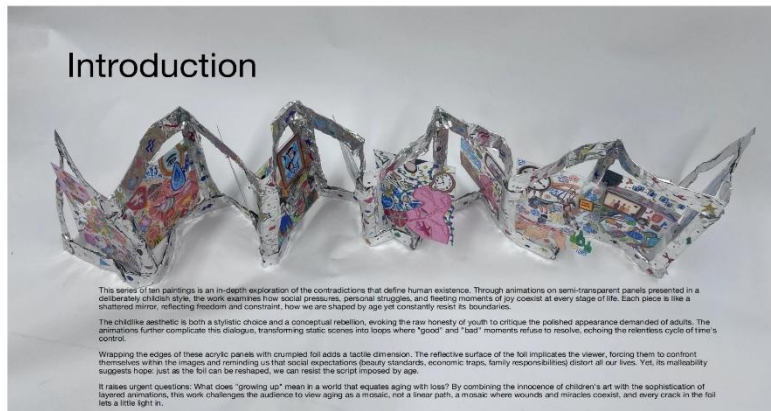 Introduction
This series of ten paintings is an in-depth exploration of the contradictions that define human existence. Through animations on semi-transparent panels presented in a
deliberately childish style, the work examines how social pressures, personal struggles, and fleeting moments of joy coexist at every stage of life. Each piece is like a
shattered mirror, reflecting freedom and constraint, how we are shaped by age yet constantly resist its boundaries.
The childlike aesthetic is both a stylistic choice and a conceptual rebellion, evoking the raw honesty of youth to critique the polished appearance demanded of adults. The
animations further complicate this dialogue, transforming static scenes into loops where "good" and "bad" moments refuse to resolve, echoing the relentless cycle of time's
control.
Wrapping the edges of these acrylic panels with crumpled foil adds a tactile dimension. The reflective surface of the foil implicates the viewer, forcing them to confront
themselves within the images and reminding us that social expectations (beauty standards, economic traps, family responsibilities) distort all our lives. Yet, its malleability
suggests hope: just as the foil can be reshaped, we can resist the script imposed by age.
It raises urgent questions: What does "growing up" mean in a world that equates aging with loss? By combining the innocence of children's art with the sophistication of
layered animations, this work challenges the audience to view aging as a mosaic, not a linear path, a mosaic where wounds and miracles coexist, and every crack in the foil
lets a little light in.